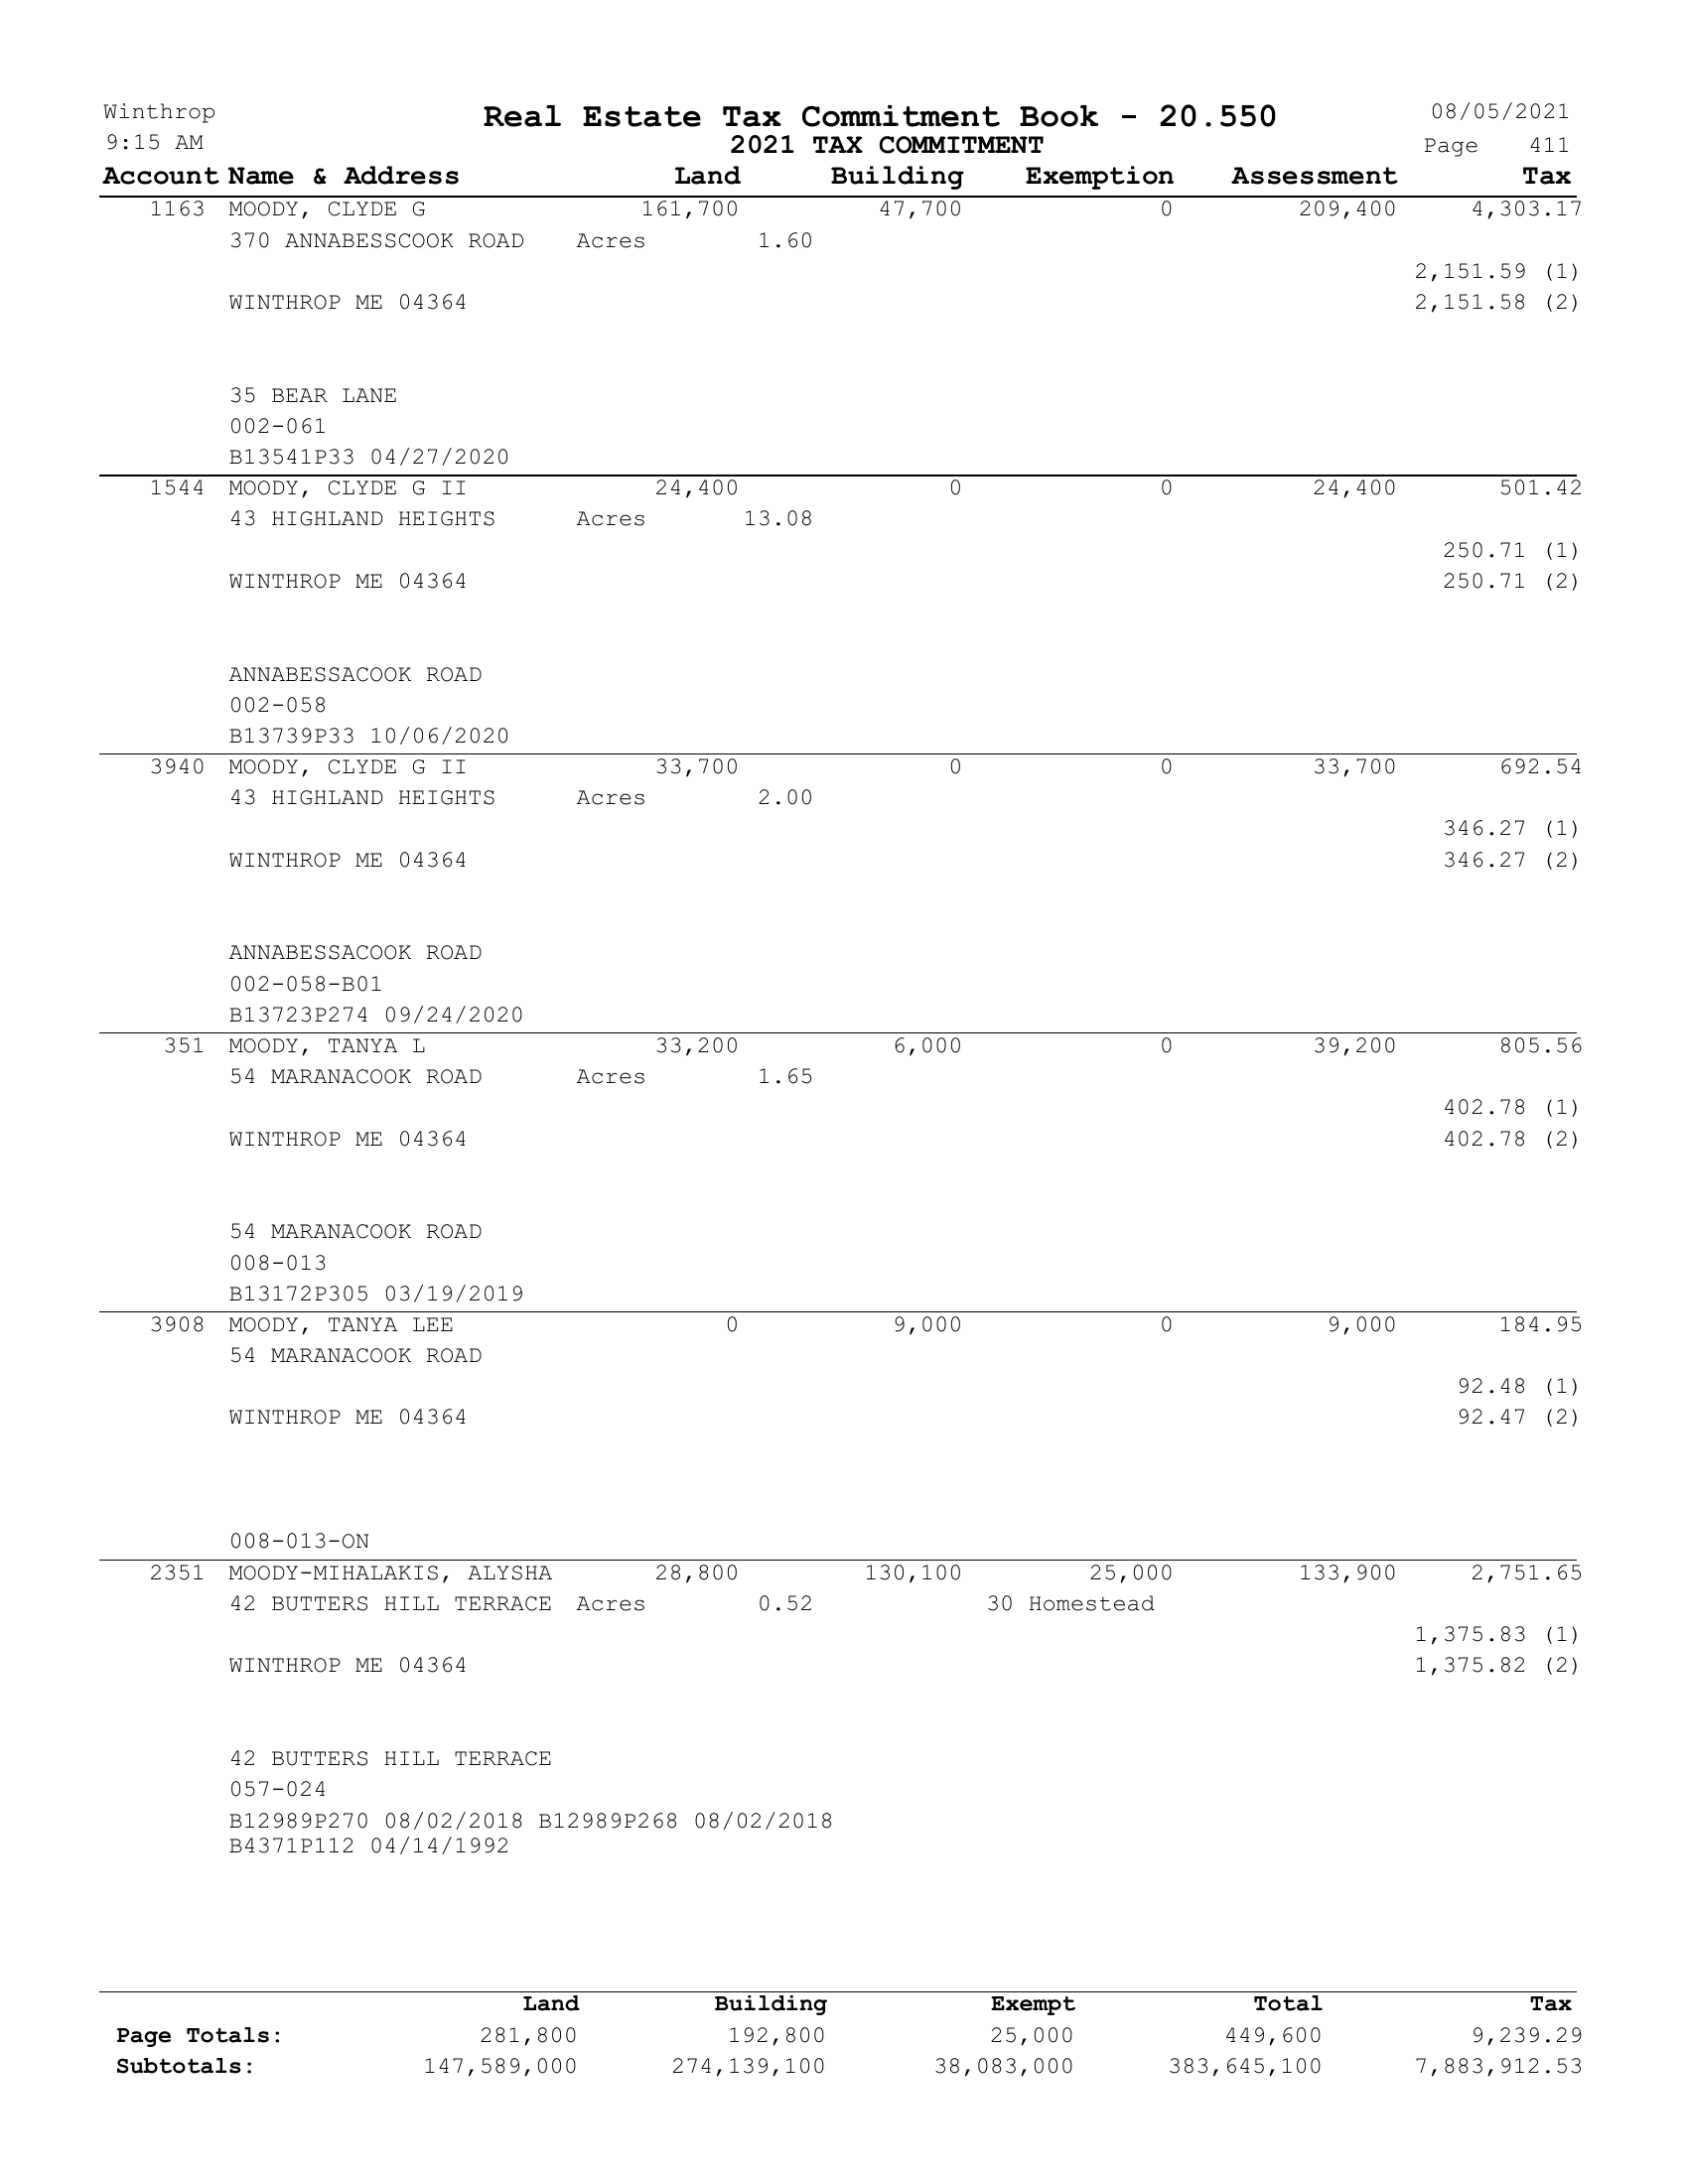 Winthrop Real Estate Tax Commitment Book - 20.550 08/05/2021
9:15 AM 2021 TAX COMMITMENT Page 411
Account Name & Address Land Building Exemption Assessment Tax
1163 MOODY, CLYDE G 161,700 47,700 0 209,400 4,303.17
370 ANNABESSCOOK ROAD Acres 1.60
2,151.59 (1)
WINTHROP ME 04364 2,151.58 (2)
35 BEAR LANE
002-061
B13541P33 04/27/2020
1544 MOODY, CLYDE G II 24,400 0 0 24,400 501.42
43 HIGHLAND HEIGHTS Acres 13.08
250.71 (1)
WINTHROP ME 04364 250.71 (2)
ANNABESSACOOK ROAD
002-058
B13739P33 10/06/2020
3940 MOODY, CLYDE G II 33,700 0 0 33,700 692.54
43 HIGHLAND HEIGHTS Acres 2.00
346.27 (1)
WINTHROP ME 04364 346.27 (2)
ANNABESSACOOK ROAD
002-058-B01
B13723P274 09/24/2020
351 MOODY, TANYA L 33,200 6,000 0 39,200 805.56
54 MARANACOOK ROAD Acres 1.65
402.78 (1)
WINTHROP ME 04364 402.78 (2)
54 MARANACOOK ROAD
008-013
B13172P305 03/19/2019
3908 MOODY, TANYA LEE 0 9,000 0 9,000 184.95
54 MARANACOOK ROAD
92.48 (1)
WINTHROP ME 04364 92.47 (2)
008-013-ON
2351 MOODY-MIHALAKIS, ALYSHA 28,800 130,100 25,000 133,900 2,751.65
42 BUTTERS HILL TERRACE Acres 0.52 30 Homestead
1,375.83 (1)
WINTHROP ME 04364 1,375.82 (2)
42 BUTTERS HILL TERRACE
057-024
B12989P270 08/02/2018 B12989P268 08/02/2018
B4371P112 04/14/1992
Land Building Exempt Total Tax
Page Totals: 281,800 192,800 25,000 449,600 9,239.29
Subtotals: 147,589,000 274,139,100 38,083,000 383,645,100 7,883,912.53